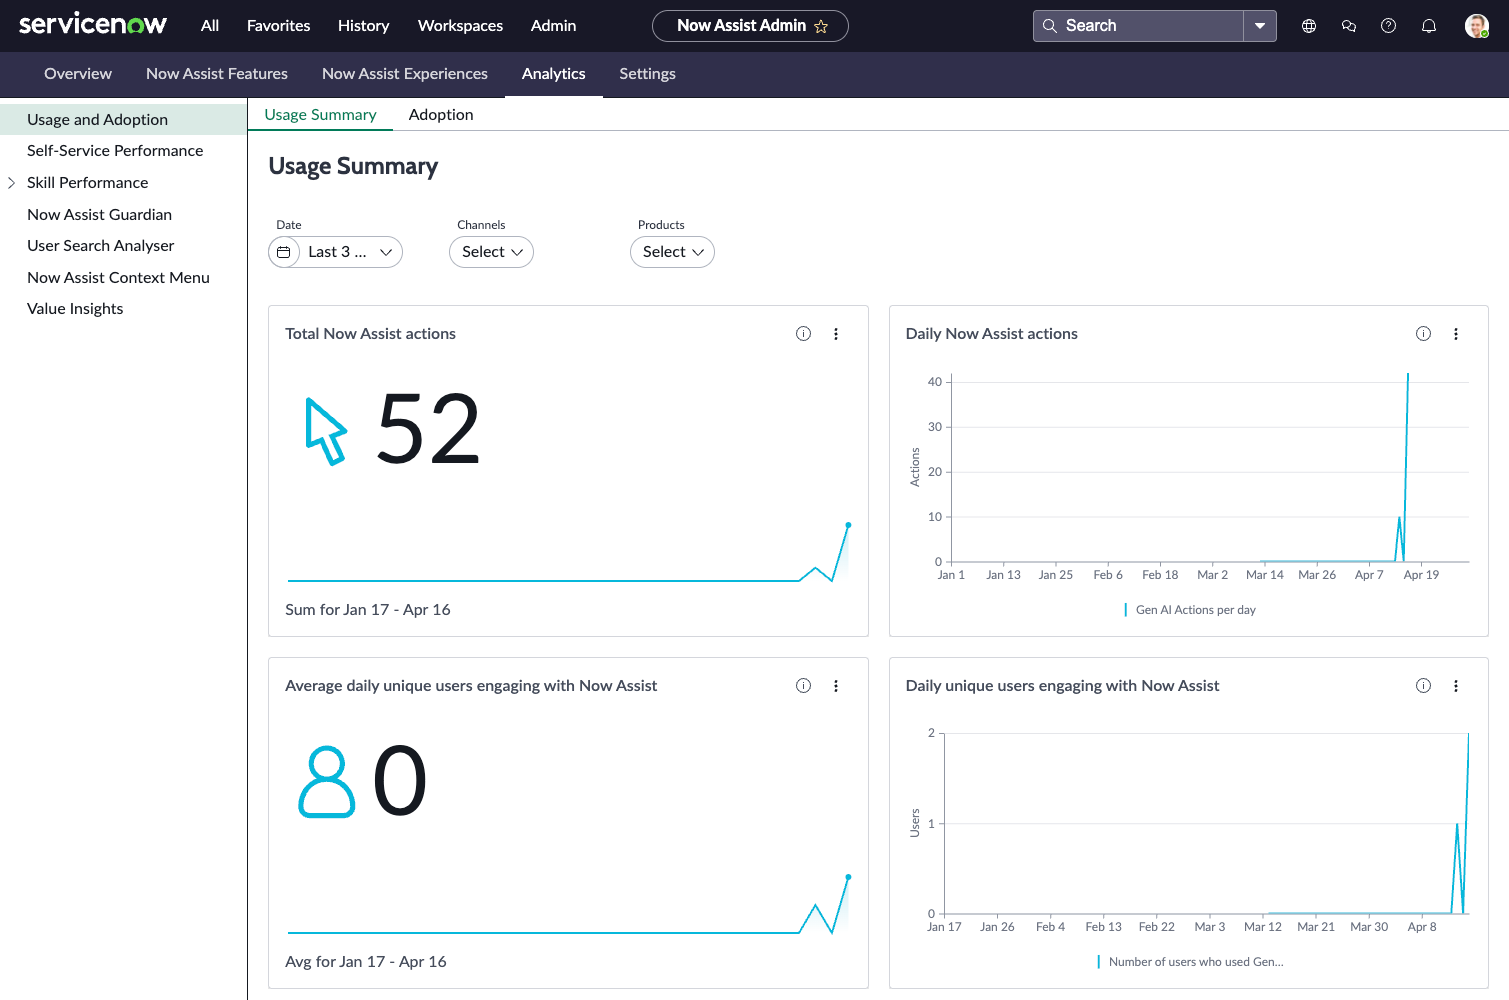 servicenow All Favorites History Workspaces Admin Now Assist Admin Search
Overview Now Assist Features Now Assist Experiences Analytics Settings
Usage and Adoption
Self-Service Performance
Skill Performance
Now Assist Guardian
User Search Analyser
Now Assist Context Menu
Value Insights
Usage Summary Adoption
Usage Summary
Date Channels Products
Last 3 ... Select Select
Total Now Assist actions
52
Sum for Jan 17 - Apr 16
Daily Now Assist actions
40
30
20
10
0
Actions
Jan 1 Jan 13 Jan 25 Feb 6 Feb 18 Mar 2 Mar 14 Mar 26 Apr 7 Apr 19
Gen AI Actions per day
Average daily unique users engaging with Now Assist
0
Avg for Jan 17 - Apr 16
Daily unique users engaging with Now Assist
2
1
0
Users
Jan 17 Jan 26 Feb 4 Feb 13 Feb 22 Mar 3 Mar 12 Mar 21 Mar 30 Apr 8
Number of users who used Gen...